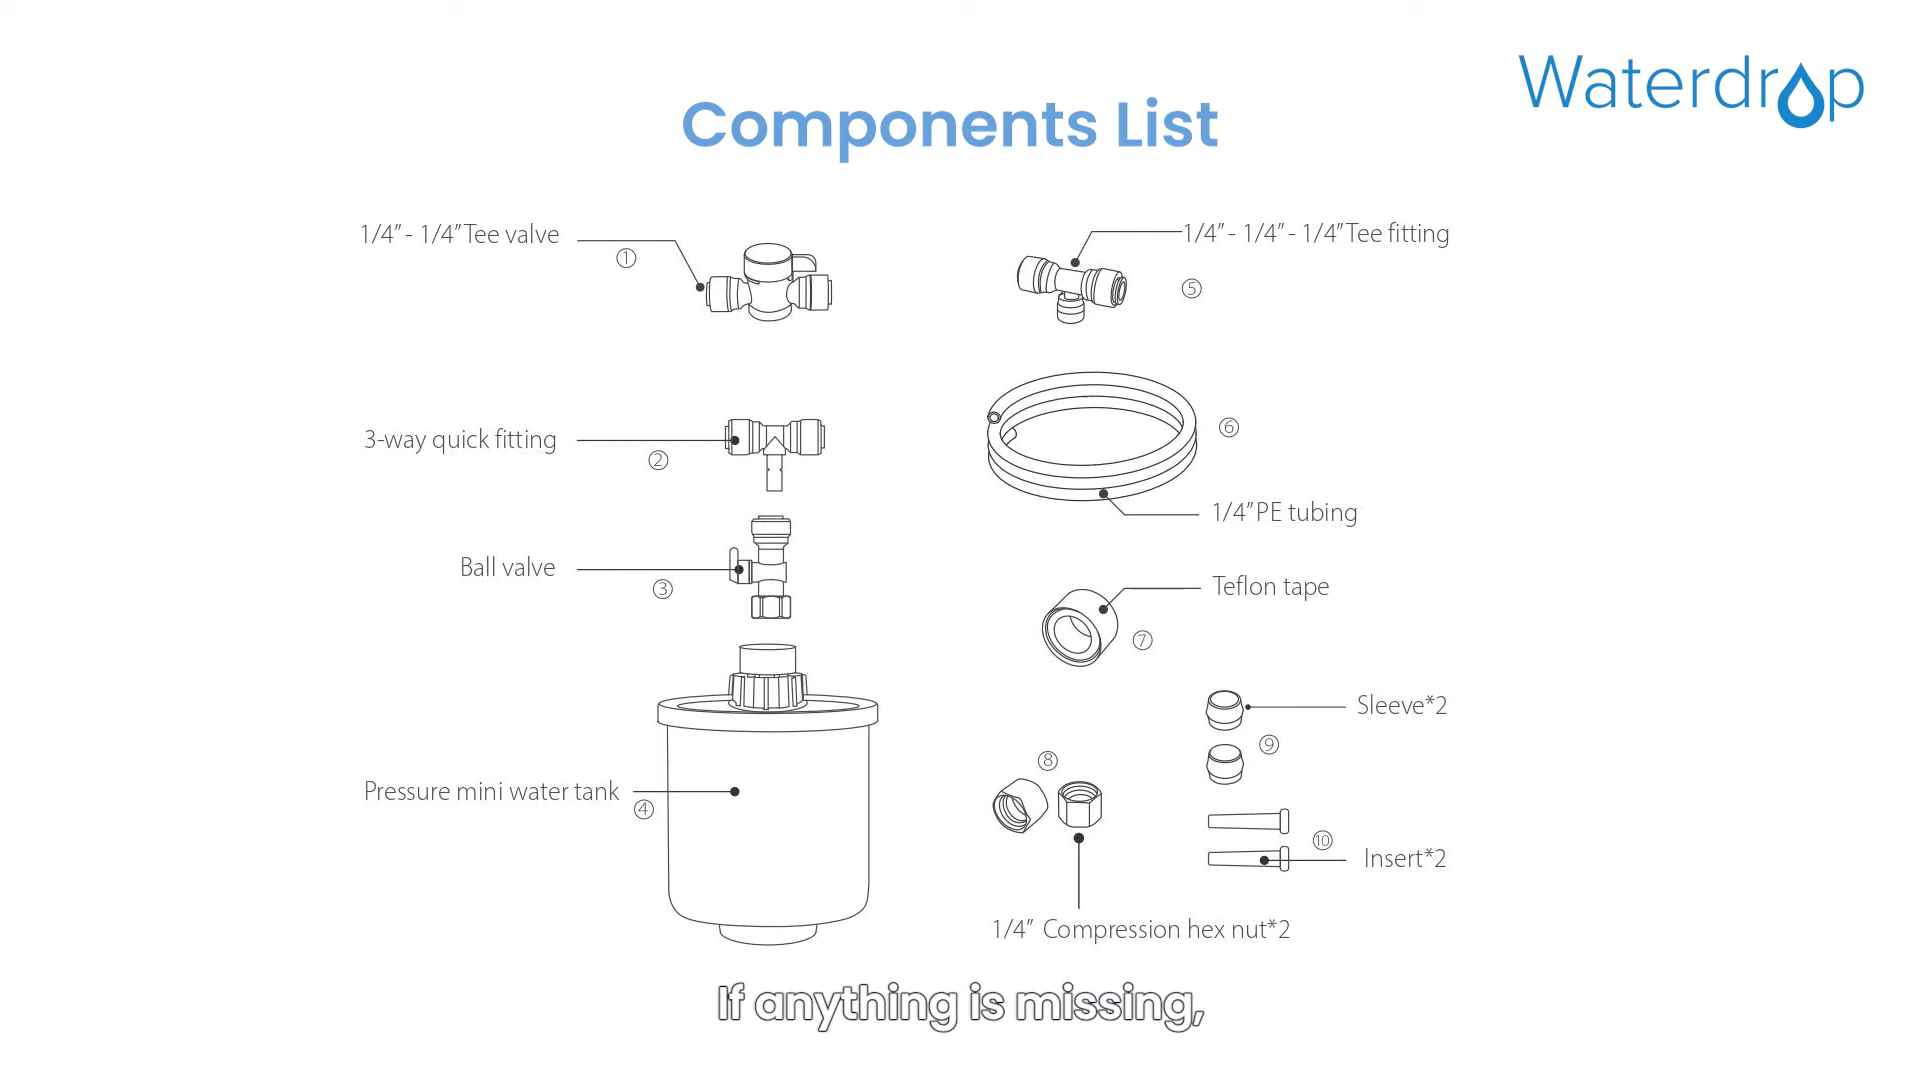 Waterdrop
Components List
1/4” - 1/4” Tee valve
①
1/4” - 1/4” - 1/4” Tee fitting
⑤
3-way quick fitting
②
⑥
1/4” PE tubing
Ball valve
③
Teflon tape
⑦
Sleeve*2
⑨
Pressure mini water tank
④
⑧
⑩
Insert*2
1/4” Compression hex nut*2
If anything is missing,